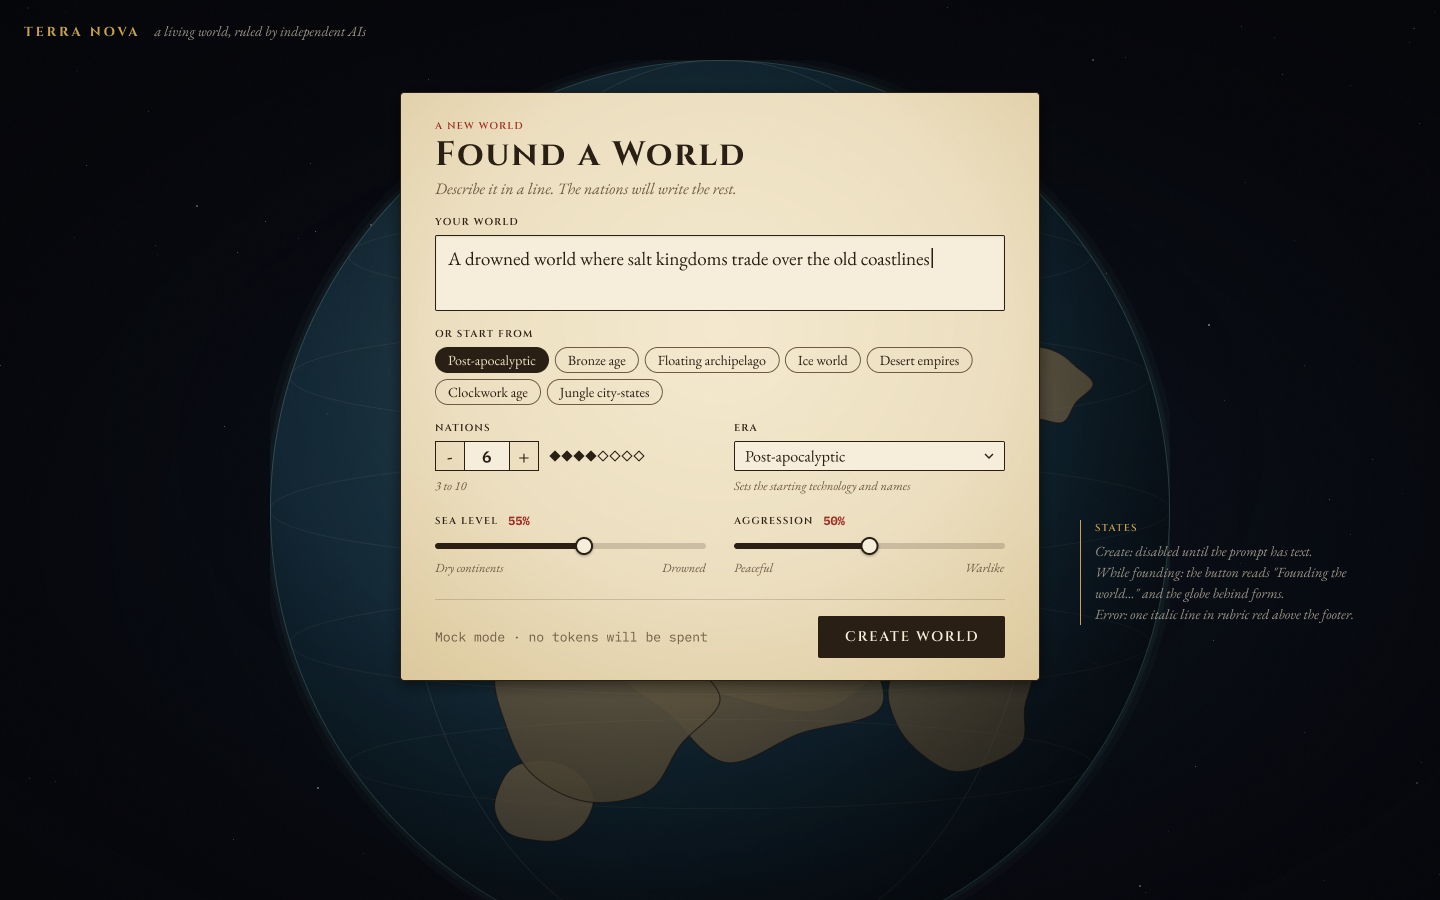 TERRA NOVA a living world, ruled by independent AIs
A NEW WORLD
FOUND A WORLD
Describe it in a line. The nations will write the rest.
YOUR WORLD
A drowned world where salt kingdoms trade over the old coastlines
OR START FROM
Post-apocalyptic Bronze age Floating archipelago Ice world Desert empires
Clockwork age Jungle city-states
NATIONS ERA
- 6 + Post-apocalyptic
3 to 10 Sets the starting technology and names
SEA LEVEL 55% AGGRESSION 50%
Dry continents Drowned Peaceful Warlike
Mock mode · no tokens will be spent CREATE WORLD
STATES
Create: disabled until the prompt has text.
While founding: the button reads "Founding the
world..." and the globe behind forms.
Error: one italic line in rubric red above the footer.